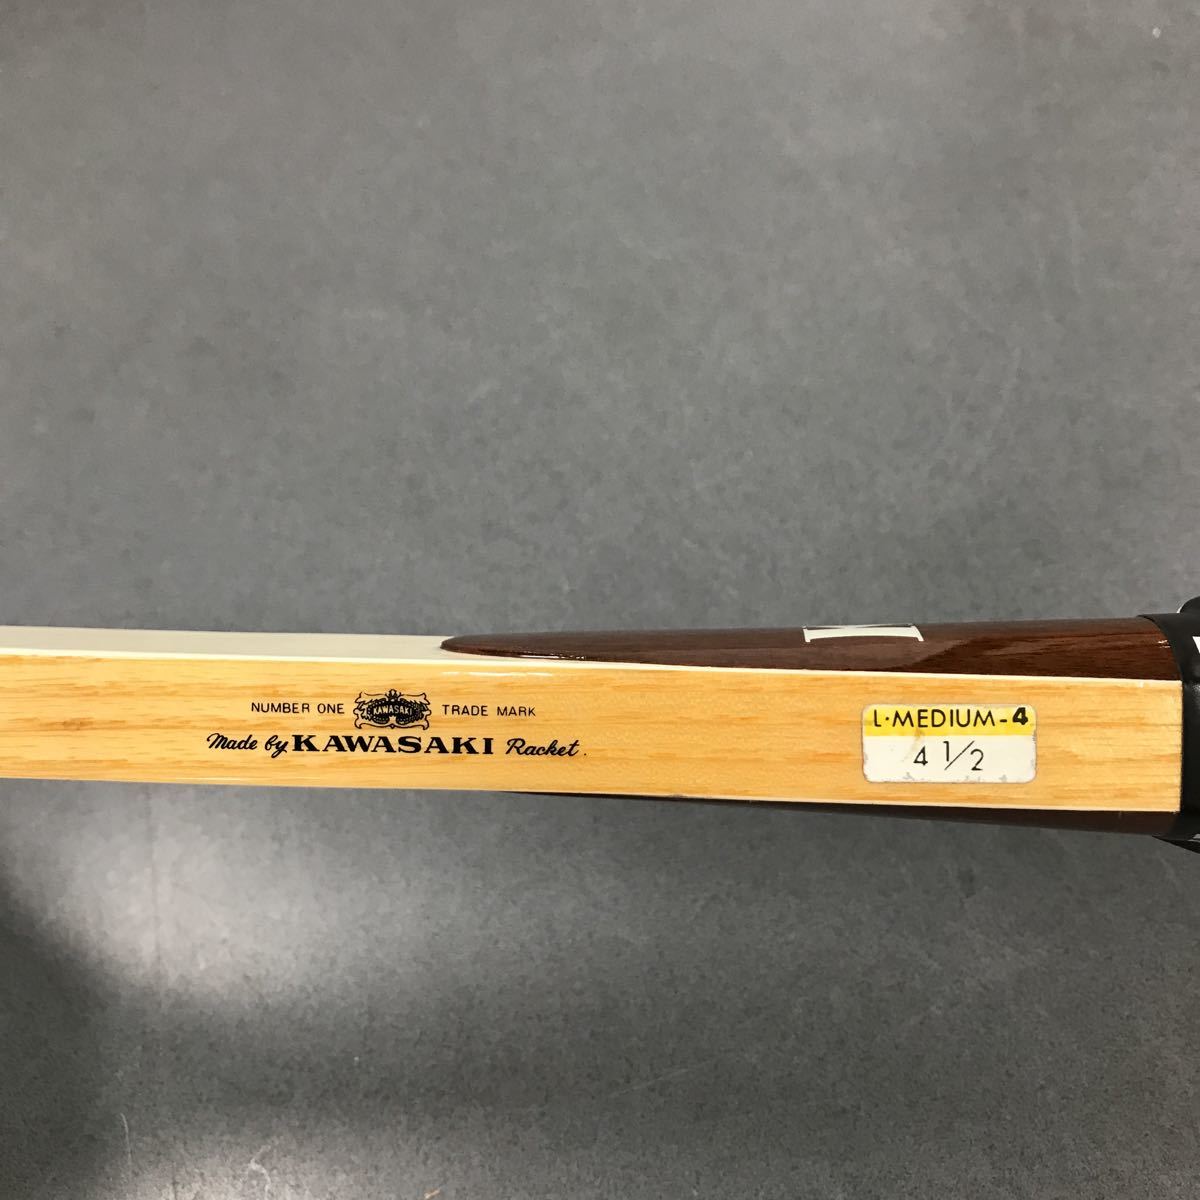 NUMBER ONE KAWASAKI TRADE MARK
Made by KAWASAKI Racket.
L·MEDIUM-4
4 1/2